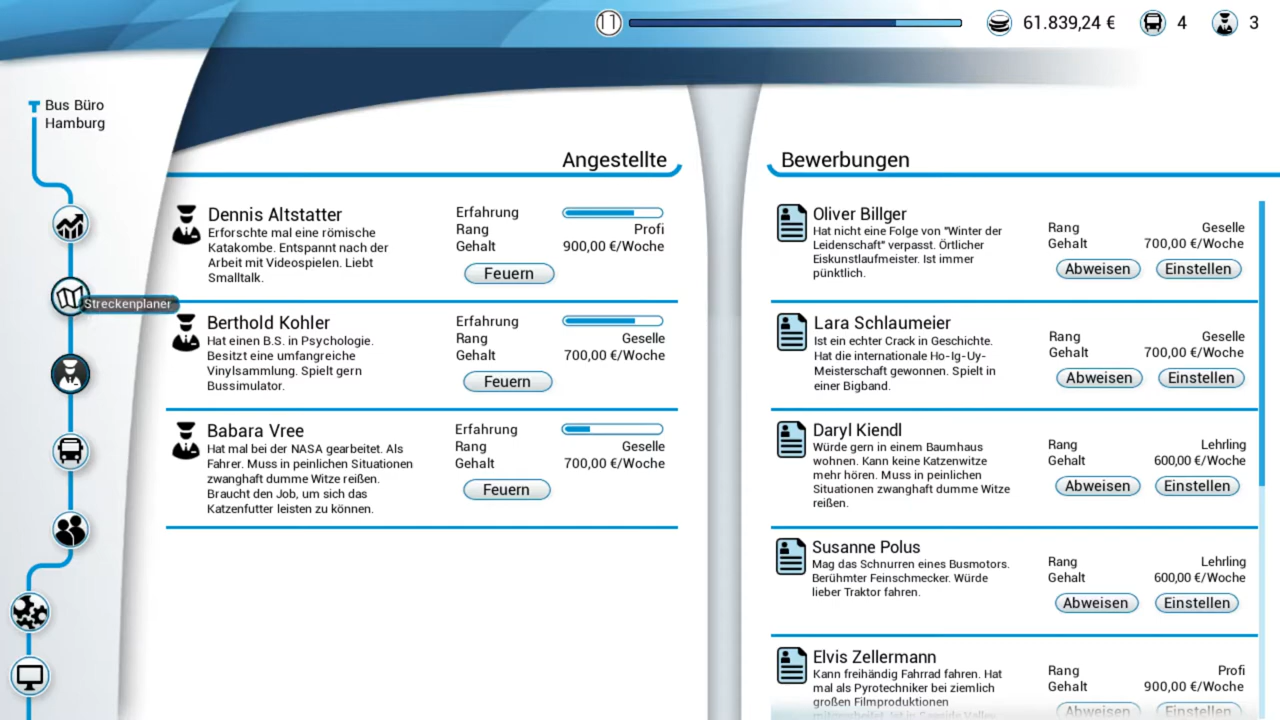 11
61.839,24 €
4
3
Bus Büro
Hamburg
Streckenplaner
Angestellte
Dennis Altstatter
Erforschte mal eine römische
Katakombe. Entspannt nach der
Arbeit mit Videospielen. Liebt
Smalltalk.
Erfahrung
Rang Profi
Gehalt 900,00 €/Woche
Feuern
Berthold Kohler
Hat einen B.S. in Psychologie.
Besitzt eine umfangreiche
Vinylsammlung. Spielt gern
Bussimulator.
Erfahrung
Rang Geselle
Gehalt 700,00 €/Woche
Feuern
Babara Vree
Hat mal bei der NASA gearbeitet. Als
Fahrer. Muss in peinlichen Situationen
zwanghaft dumme Witze reißen.
Braucht den Job, um sich das
Katzenfutter leisten zu können.
Erfahrung
Rang Geselle
Gehalt 700,00 €/Woche
Feuern
Bewerbungen
Oliver Billger
Hat nicht eine Folge von "Winter der
Leidenschaft" verpasst. Örtlicher
Eiskunstlaufmeister. Ist immer
pünktlich.
Rang Geselle
Gehalt 700,00 €/Woche
Abweisen Einstellen
Lara Schlaumeier
Ist ein echter Crack in Geschichte.
Hat die internationale Ho-Ig-Uy-
Meisterschaft gewonnen. Spielt in
einer Bigband.
Rang Geselle
Gehalt 700,00 €/Woche
Abweisen Einstellen
Daryl Kiendl
Würde gern in einem Baumhaus
wohnen. Kann keine Katzenwitze
mehr hören. Muss in peinlichen
Situationen zwanghaft dumme Witze
reißen.
Rang Lehrling
Gehalt 600,00 €/Woche
Abweisen Einstellen
Susanne Polus
Mag das Schnurren eines Busmotors.
Berühmter Feinschmecker. Würde
lieber Traktor fahren.
Rang Lehrling
Gehalt 600,00 €/Woche
Abweisen Einstellen
Elvis Zellermann
Kann freihändig Fahrrad fahren. Hat
mal als Pyrotechniker bei ziemlich
großen Filmproduktionen
Rang Profi
Gehalt 900,00 €/Woche
Abweisen Einstellen